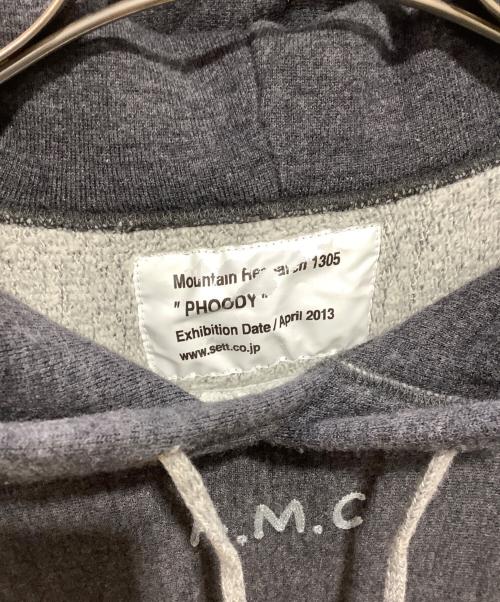 Mountain 1305
" PHOODY "
Exhibition Date / April 2013
www.sett.co.jp
.M.C